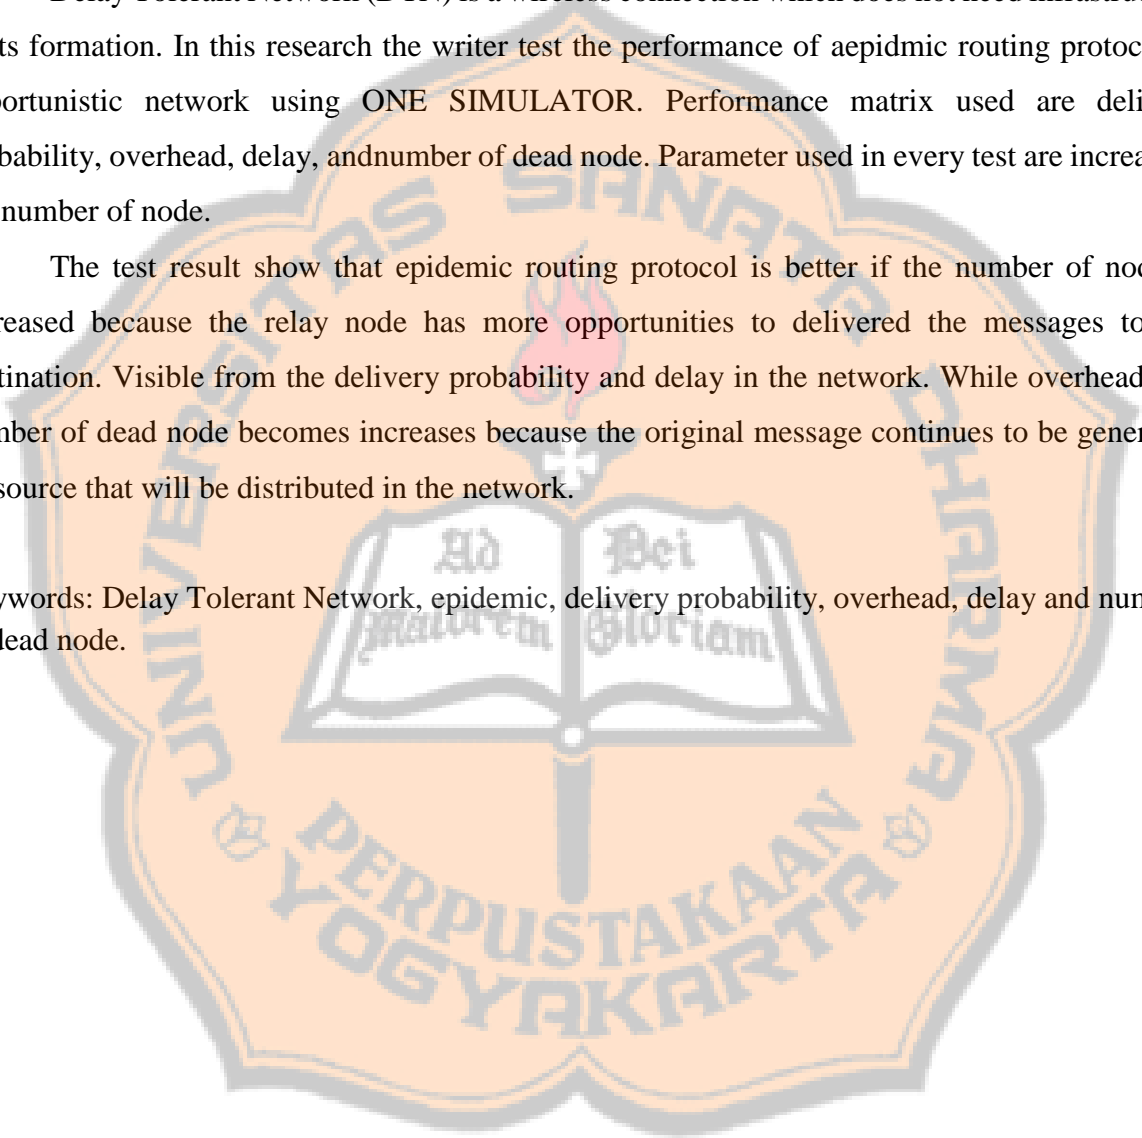 Delay Tolerant Network (DTN) is a wireless connection which does not need
ts formation. In this research the writer test the performance of aepidmic routing protoc
portunistic network using ONE SIMULATOR. Performance matrix used are deli
bability, overhead, delay, andnumber of dead node. Parameter used in every test are increa
number of node.
The test result show that epidemic routing protocol is better if the number of nod
reased because the relay node has more opportunities to delivered the messages to
tination. Visible from the delivery probability and delay in the network. While overhead
mber of dead node becomes increases because the original message continues to be gener
source that will be distributed in the network.
ywords: Delay Tolerant Network, epidemic, delivery probability, overhead, delay and num
dead node.
UNIVERSITAS SANATA DHARMA
Ad Dei
Maiorem Gloriam
PERPUSTAKAAN
YOGYAKARTA